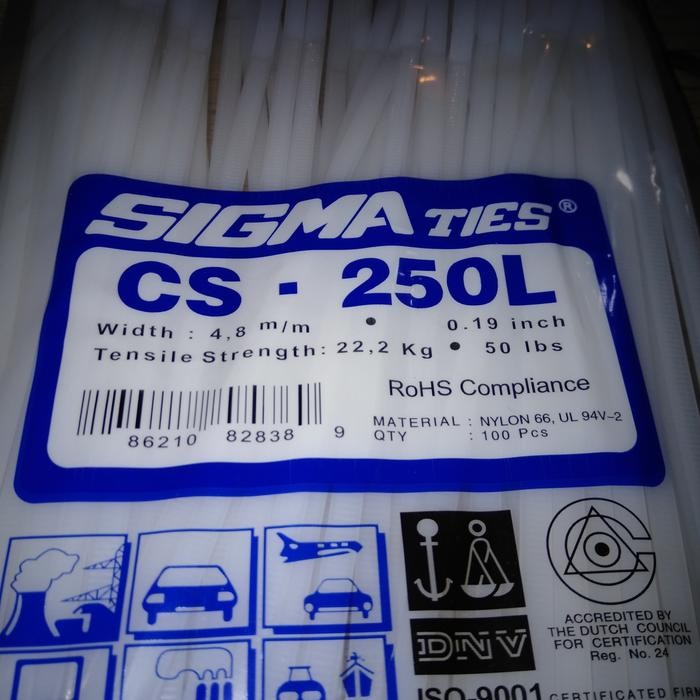 SIGMA TIES®
CS - 250L
Width : 4,8 m/m • 0.19 inch
Tensile Strength: 22,2 Kg • 50 lbs
RoHS Compliance
86210 82838 9
MATERIAL : NYLON 66, UL 94V-2
QTY : 100 Pcs
DNV
ACCREDITED BY
THE DUTCH COUNCIL
FOR CERTIFICATION
Reg. No. 24
ISO-9001
CERTIFICATED FIRM